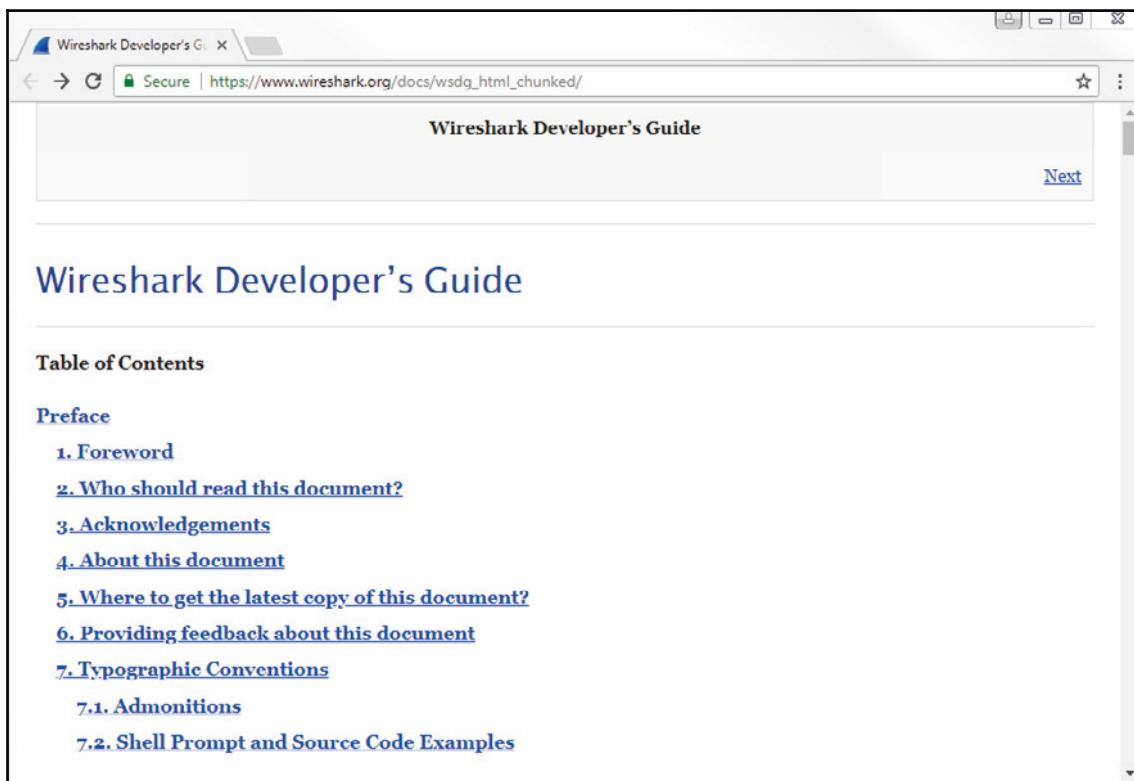 Wireshark Developer's G
Secure | https://www.wireshark.org/docs/wsdg_html_chunked/
Wireshark Developer’s Guide
Next
Wireshark Developer’s Guide
Table of Contents
Preface
1. Foreword
2. Who should read this document?
3. Acknowledgements
4. About this document
5. Where to get the latest copy of this document?
6. Providing feedback about this document
7. Typographic Conventions
7.1. Admonitions
7.2. Shell Prompt and Source Code Examples